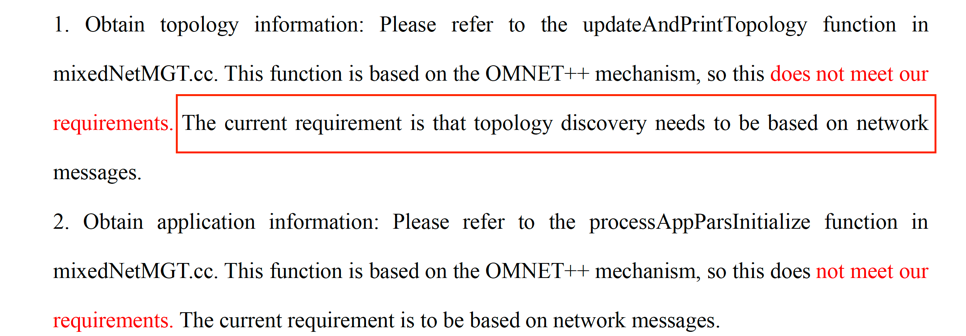 1. Obtain topology information: Please refer to the updateAndPrintTopology function in
mixedNetMGT.cc. This function is based on the OMNET++ mechanism, so this does not meet our
requirements. The current requirement is that topology discovery needs to be based on network
messages.
2. Obtain application information: Please refer to the processAppParsInitialize function in
mixedNetMGT.cc. This function is based on the OMNET++ mechanism, so this does not meet our
requirements. The current requirement is to be based on network messages.